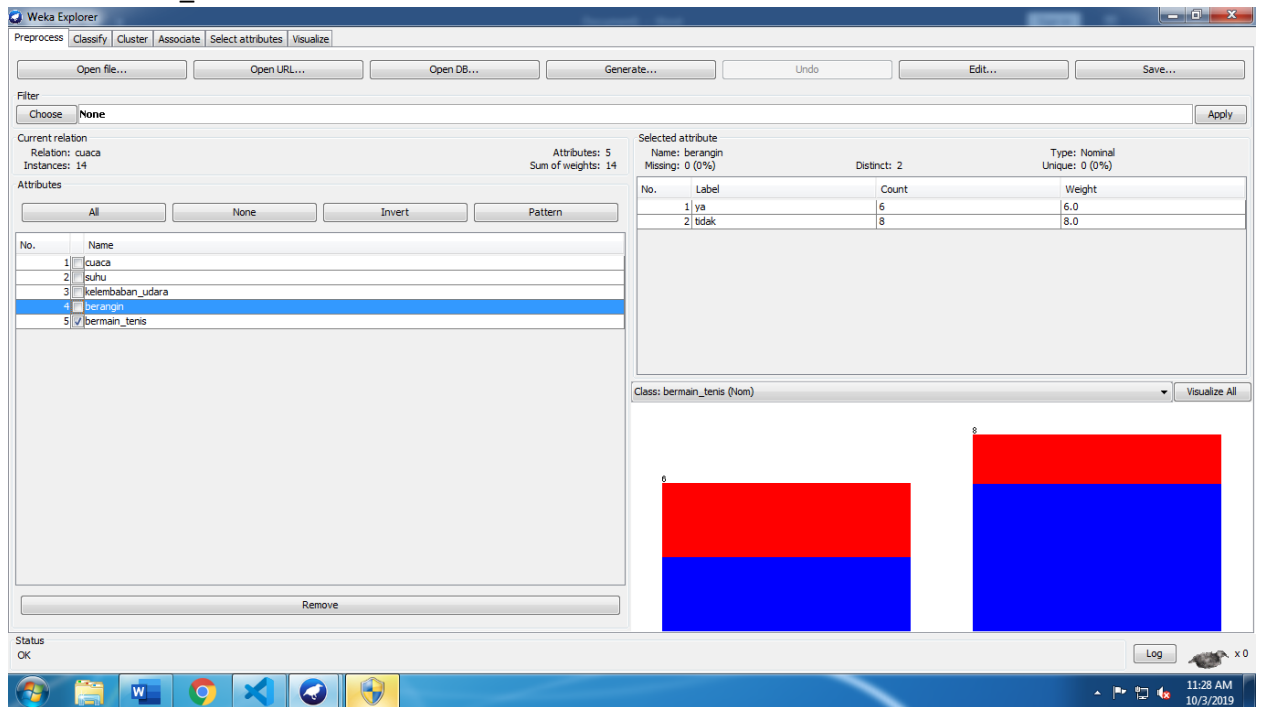 Weka Explorer
Preprocess Classify Cluster Associate Select attributes Visualize
Open file... Open URL... Open DB... Generate... Undo Edit... Save...
Filter
Choose None Apply
Current relation
Relation: cuaca Attributes: 5
Instances: 14 Sum of weights: 14
Attributes
All None Invert Pattern
No. Name
1 cuaca
2 suhu
3 kelembaban_udara
4 berangin
5 bermain_tenis
Remove
Selected attribute
Name: berangin Type: Nominal
Missing: 0 (0%) Distinct: 2 Unique: 0 (0%)
No. Label Count Weight
1 ya 6 6.0
2 tidak 8 8.0
Class: bermain_tenis (Nom) Visualize All
8
6
Status
OK
Log x 0
11:28 AM
10/3/2019